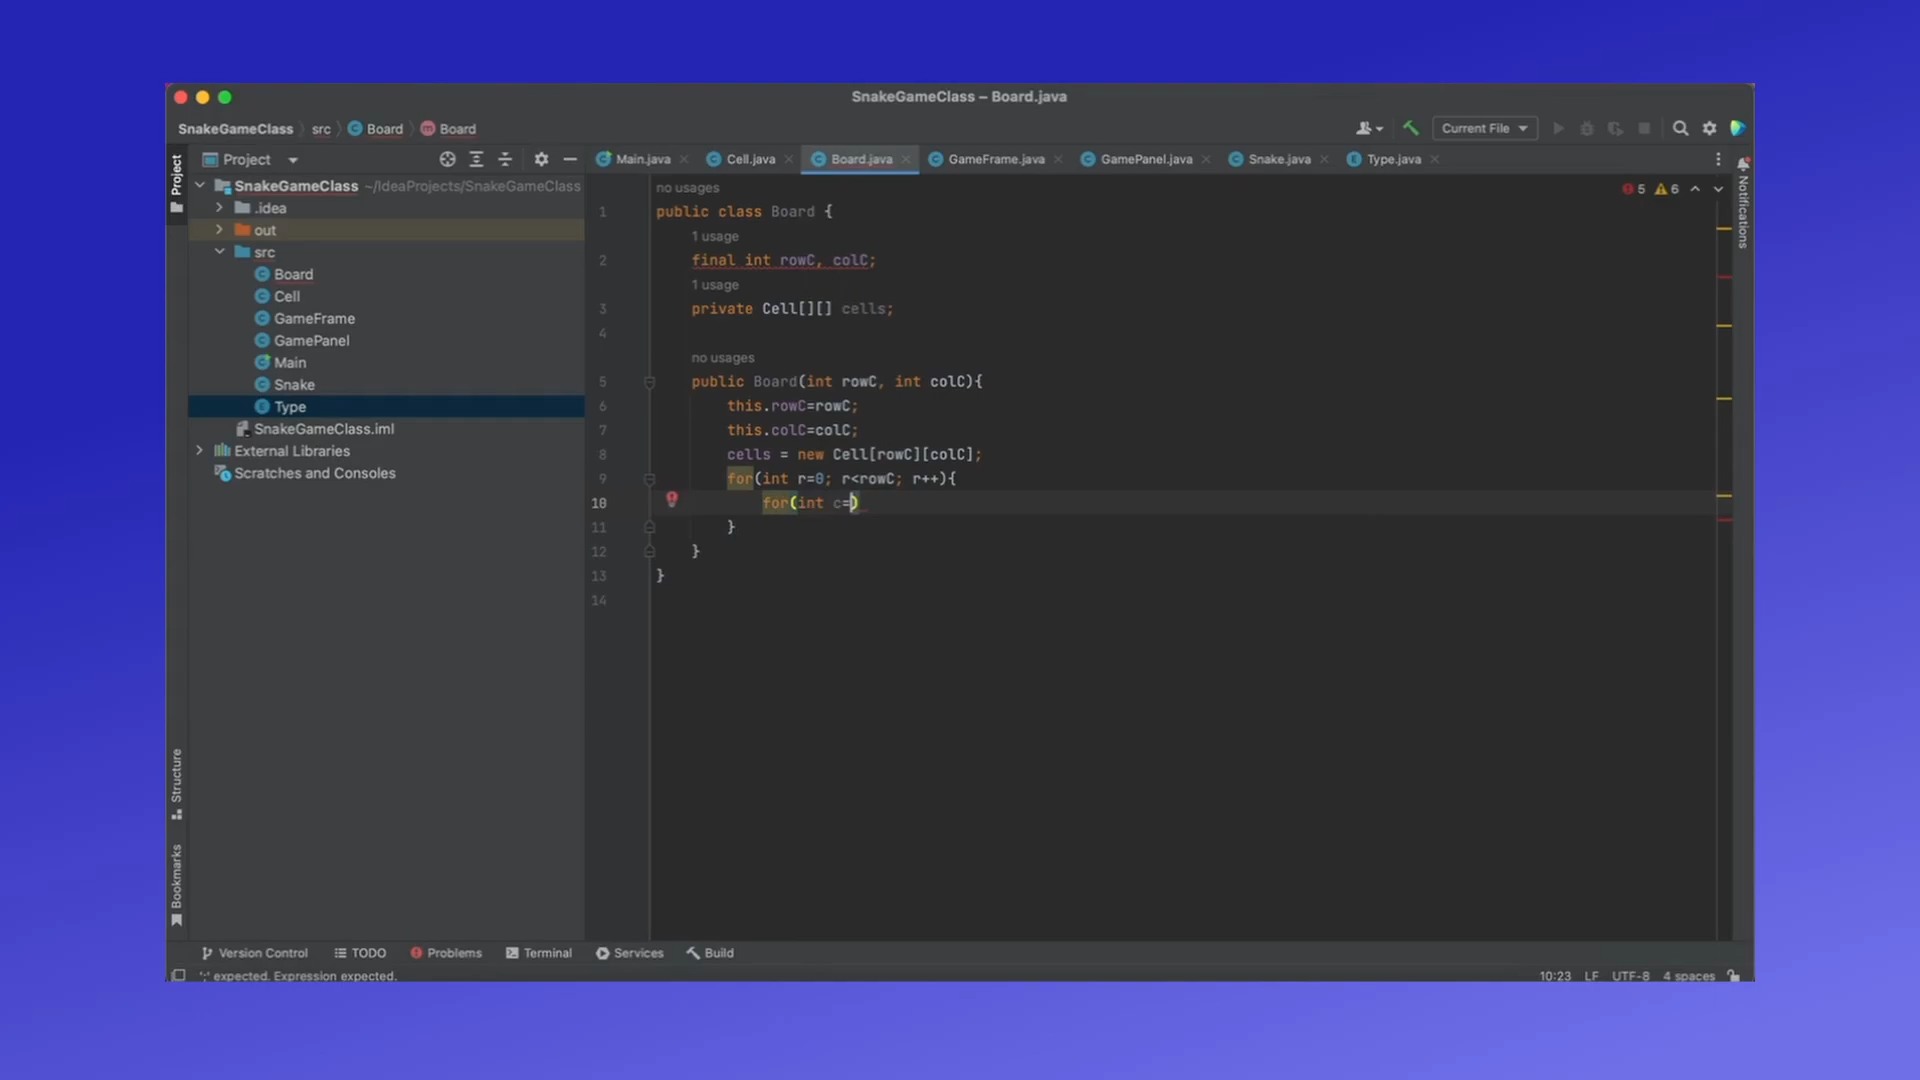 SnakeGameClass – Board.java
SnakeGameClass src Board Board
Current File
Project
Project
Main.java Cell.java Board.java GameFrame.java GamePanel.java Snake.java Type.java
Notifications
SnakeGameClass ~/IdeaProjects/SnakeGameClass
.idea
out
src
Board
Cell
GameFrame
GamePanel
Main
Snake
Type
SnakeGameClass.iml
External Libraries
Scratches and Consoles
5 6
no usages
1 public class Board {
1 usage
2 final int rowC, colC;
1 usage
3 private Cell[][] cells;
4
no usages
5 public Board(int rowC, int colC){
6 this.rowC=rowC;
7 this.colC=colC;
8 cells = new Cell[rowC][colC];
9 for(int r=0; r<rowC; r++){
10 for(int c=)
11 }
12 }
13 }
14
Structure
Bookmarks
Version Control TODO Problems Terminal Services Build
';' expected. Expression expected.
10:23 LF UTF-8 4 spaces